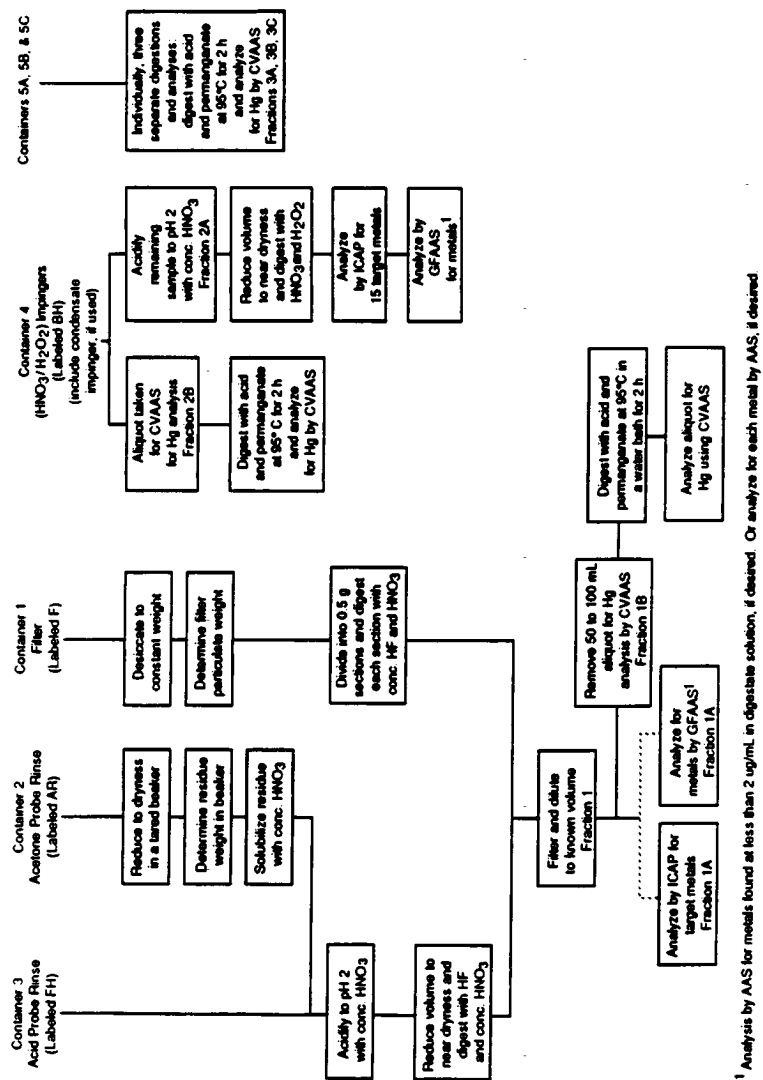 Container 3
Acid Probe Rinse
(Labeled FH)
Acidify to pH 2
with conc. HNO3
Reduce volume to
near dryness and
digest with HF
and conc. HNO3
Container 2
Acetone Probe Rinse
(Labeled AR)
Reduce to dryness
in a tared beaker
Determine residue
weight in beaker
Solubilize residue
with conc. HNO3
Container 1
Filter
(Labeled F)
Desiccate to
constant weight
Determine filter
particulate weight
Divide into 0.5 g
sections and digest
each section with
conc. HF and HNO3
Filter and dilute
to known volume
Fraction 1
Analyze by ICAP for
target metals
Fraction 1A
Analyze for
metals by GFAAS1
Fraction 1A
Remove 50 to 100 mL
aliquot for Hg
analysis by CVAAS
Fraction 1B
Digest with acid and
permanganate at 95°C in
a water bath for 2 h
Analyze aliquot for
Hg using CVAAS
Container 4
(HNO3/H2O2) Impingers
(Labeled BH)
(include condensate
impinger, if used)
Aliquot taken
for CVAAS
for Hg analysis
Fraction 2B
Digest with acid
and permanganate
at 95°C for 2 h
and analyze
for Hg by CVAAS
Acidify
remaining
sample to pH 2
with conc. HNO3
Fraction 2A
Reduce volume
to near dryness
and digest with
HNO3 and H2O2
Analyze
by ICAP for
15 target metals
Analyze by
GFAAS
for metals1
Containers 5A, 5B, & 5C
Individually, three
separate digestions
and analyses:
digest with acid
and permanganate
at 95°C for 2 h
and analyze
for Hg by CVAAS
Fractions 3A, 3B, 3C
1 Analysis by AAS for metals found at less than 2 ug/mL in digestate solution, if desired. Or analyze for each metal by AAS, if desired.